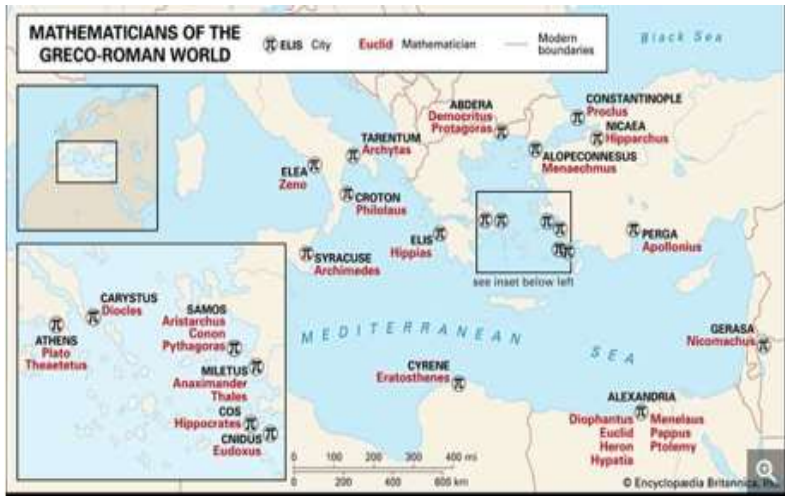 MATHEMATICIANS OF THE
GRECO-ROMAN WORLD
ELIS City
Euclid Mathematician
Modern
boundaries
Black Sea
ABDERA
Democritus
Protagoras
CONSTANTINOPLE
Proclus
NICAEA
Hipparchus
TARENTUM
Archytas
ALOPECONNESUS
Menaechmus
ELEA
Zeno
CROTON
Philolaus
ELIS
Hippias
PERGA
Apollonius
SYRACUSE
Archimedes
see inset below left
CARYSTUS
Diocles
SAMOS
Aristarchus
Conon
Pythagoras
ATHENS
Plato
Theaetetus
MILETUS
Anaximander
Thales
COS
Hippocrates
CNIDUS
Eudoxus
MEDITERRANEAN
SEA
GERASA
Nicomachus
CYRENE
Eratosthenes
ALEXANDRIA
Diophantus Menelaus
Euclid Pappus
Heron Ptolemy
Hypatia
0 100 200 300 400 mi
0 200 400 600 km
© Encyclopædia Britannica,